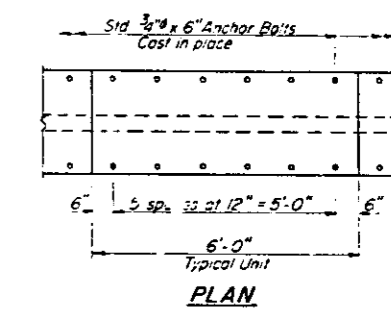 Std. 3/4"ø x 6" Anchor Bolts
Cast in place
6" 5 at 12" = 5'-0" 6"
6'-0"
Typical Unit
PLAN